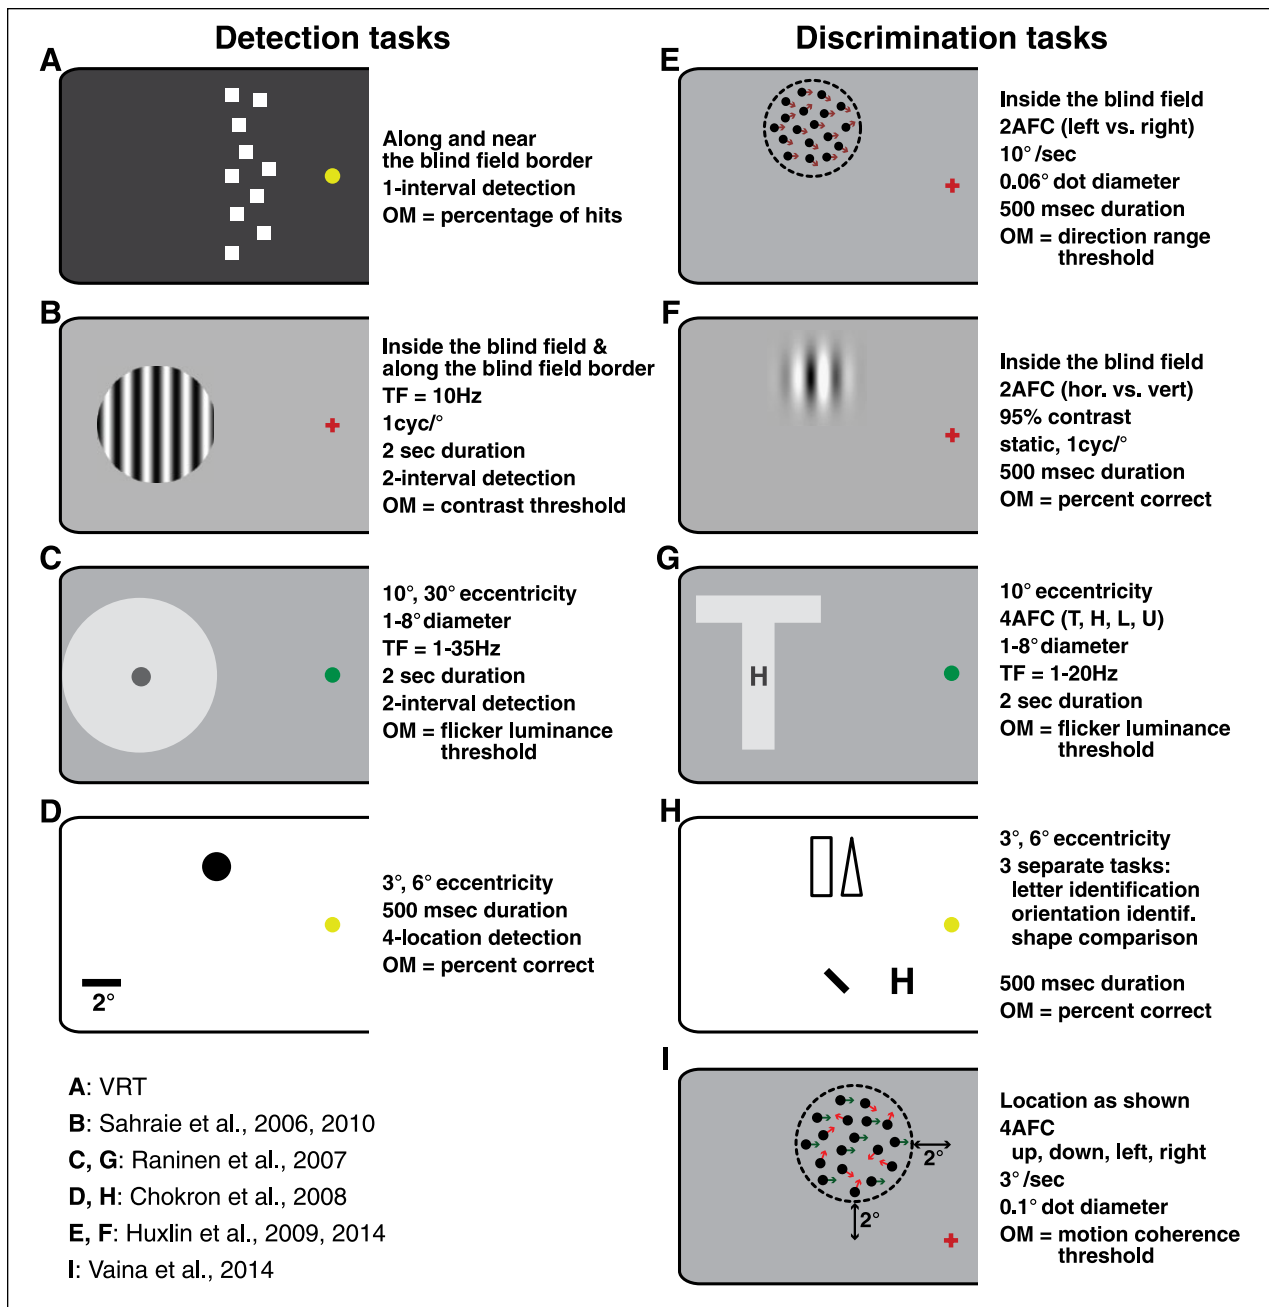 Detection tasks
A
Along and near
the blind field border
1-interval detection
OM = percentage of hits
B
Inside the blind field &
along the blind field border
TF = 10Hz
1cyc/°
2 sec duration
2-interval detection
OM = contrast threshold
C
10°, 30° eccentricity
1-8° diameter
TF = 1-35Hz
2 sec duration
2-interval detection
OM = flicker luminance
threshold
D
2°
3°, 6° eccentricity
500 msec duration
4-location detection
OM = percent correct
A: VRT
B: Sahraie et al., 2006, 2010
C, G: Raninen et al., 2007
D, H: Chokron et al., 2008
E, F: Huxlin et al., 2009, 2014
I: Vaina et al., 2014
Discrimination tasks
E
Inside the blind field
2AFC (left vs. right)
10°/sec
0.06° dot diameter
500 msec duration
OM = direction range
threshold
F
Inside the blind field
2AFC (hor. vs. vert)
95% contrast
static, 1cyc/°
500 msec duration
OM = percent correct
G
T
H
10° eccentricity
4AFC (T, H, L, U)
1-8° diameter
TF = 1-20Hz
2 sec duration
OM = flicker luminance
threshold
H
H
3°, 6° eccentricity
3 separate tasks:
letter identification
orientation identif.
shape comparison
500 msec duration
OM = percent correct
I
2°
2°
Location as shown
4AFC
up, down, left, right
3°/sec
0.1° dot diameter
OM = motion coherence
threshold